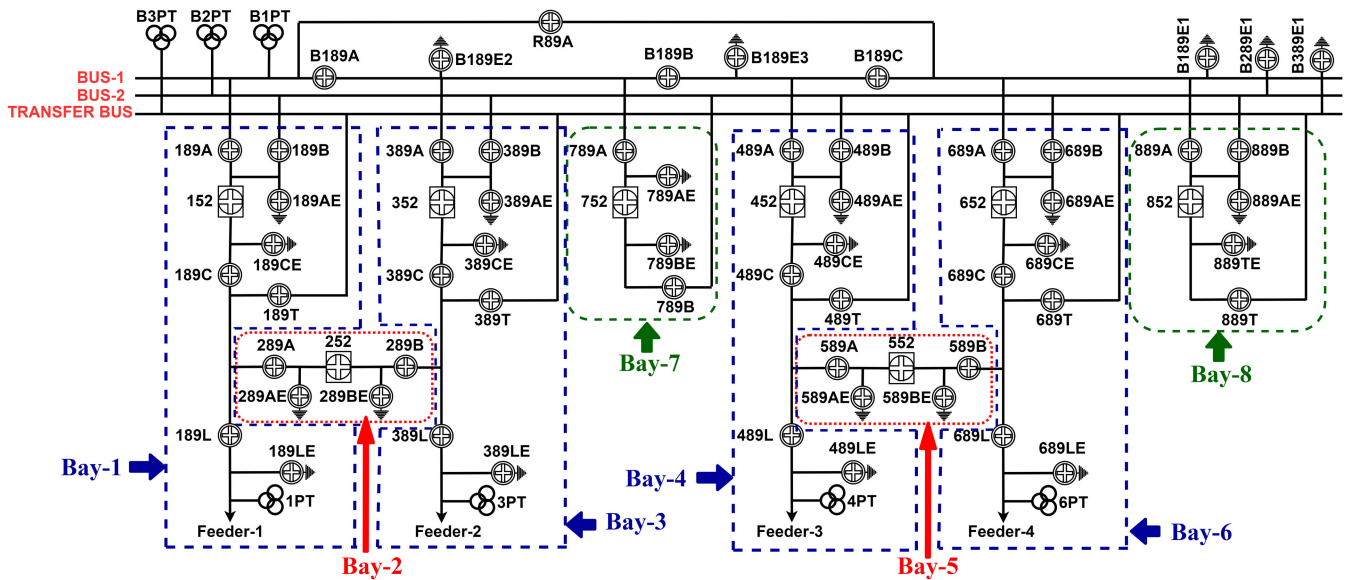 B3PT B2PT B1PT
R89A
B189A
B189E2
B189B
B189E3
B189C
B189E1
B289E1
B389E1
BUS-1
BUS-2
TRANSFER BUS
189A
189B
389A
389B
789A
489A
489B
689A
689B
889A
889B
152
189AE
352
389AE
752
789AE
452
489AE
652
689AE
852
889AE
189CE
389CE
789BE
489CE
689CE
889TE
189C
389C
489C
689C
789B
189T
389T
489T
689T
889T
289A
252
289B
589A
552
589B
Bay-7
Bay-8
289AE
289BE
589AE
589BE
189L
389L
489L
689L
Bay-1
189LE
389LE
Bay-4
489LE
689LE
1PT
3PT
4PT
6PT
Feeder-1
Feeder-2
Bay-3
Feeder-3
Feeder-4
Bay-6
Bay-2
Bay-5